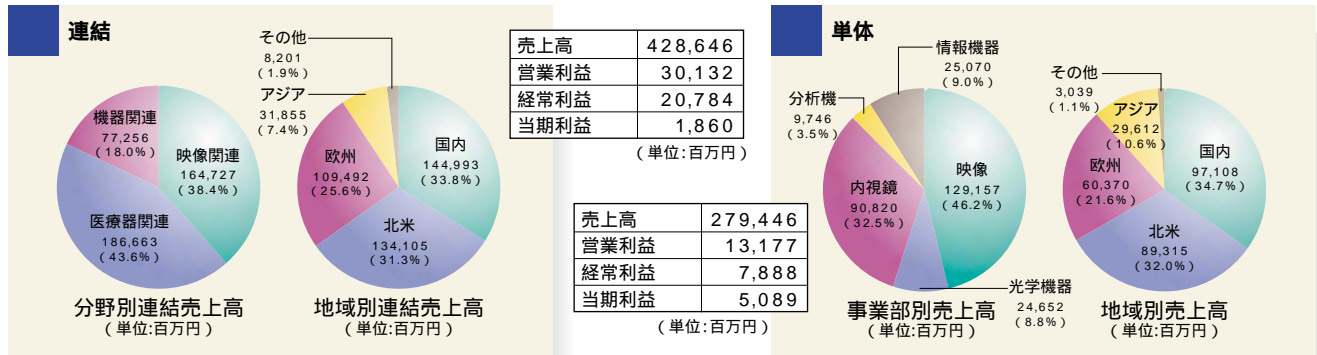 連結
機器関連
77,256
(18.0%)
映像関連
164,727
(38.4%)
医療器関連
186,663
(43.6%)
分野別連結売上高
(単位:百万円)
その他
8,201
(1.9%)
アジア
31,855
(7.4%)
欧州
109,492
(25.6%)
国内
144,993
(33.8%)
北米
134,105
(31.3%)
地域別連結売上高
(単位:百万円)
売上高 428,646
営業利益 30,132
経常利益 20,784
当期利益 1,860
(単位:百万円)
売上高 279,446
営業利益 13,177
経常利益 7,888
当期利益 5,089
(単位:百万円)
単体
情報機器
25,070
(9.0%)
分析機
9,746
(3.5%)
内視鏡
90,820
(32.5%)
映像
129,157
(46.2%)
光学機器
24,652
(8.8%)
事業部別売上高
(単位:百万円)
その他
3,039
(1.1%)
アジア
29,612
(10.6%)
欧州
60,370
(21.6%)
国内
97,108
(34.7%)
北米
89,315
(32.0%)
地域別売上高
(単位:百万円)